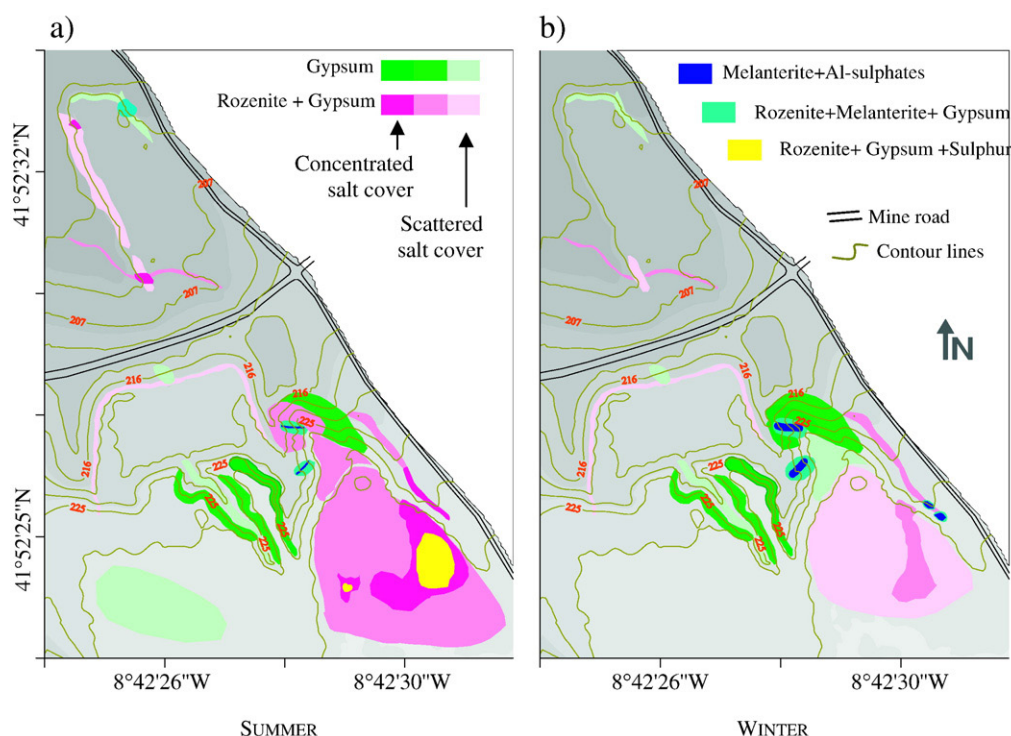 a)
Gypsum
Rozenite + Gypsum
Concentrated
salt cover
Scattered
salt cover
41°52'32"N
41°52'25"N
207
207
207
216
216
216
225
225
225
225
225
8°42'26"W
8°42'30"W
SUMMER
b)
Melanterite+Al-sulphates
Rozenite+Melanterite+ Gypsum
Rozenite+ Gypsum +Sulphur
Mine road
Contour lines
N
207
207
207
216
216
216
225
225
225
225
225
8°42'26"W
8°42'30"W
WINTER